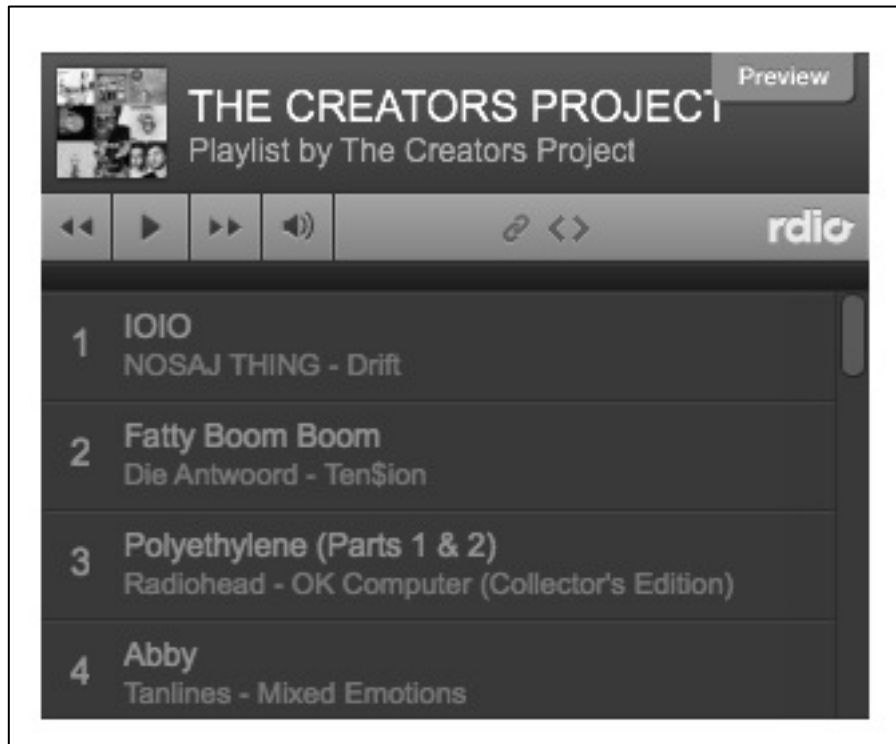 Preview
THE CREATORS PROJECT
Playlist by The Creators Project
rdio
1
IOIO
NOSAJ THING - Drift
2
Fatty Boom Boom
Die Antwoord - Ten$ion
3
Polyethylene (Parts 1 & 2)
Radiohead - OK Computer (Collector's Edition)
4
Abby
Tanlines - Mixed Emotions